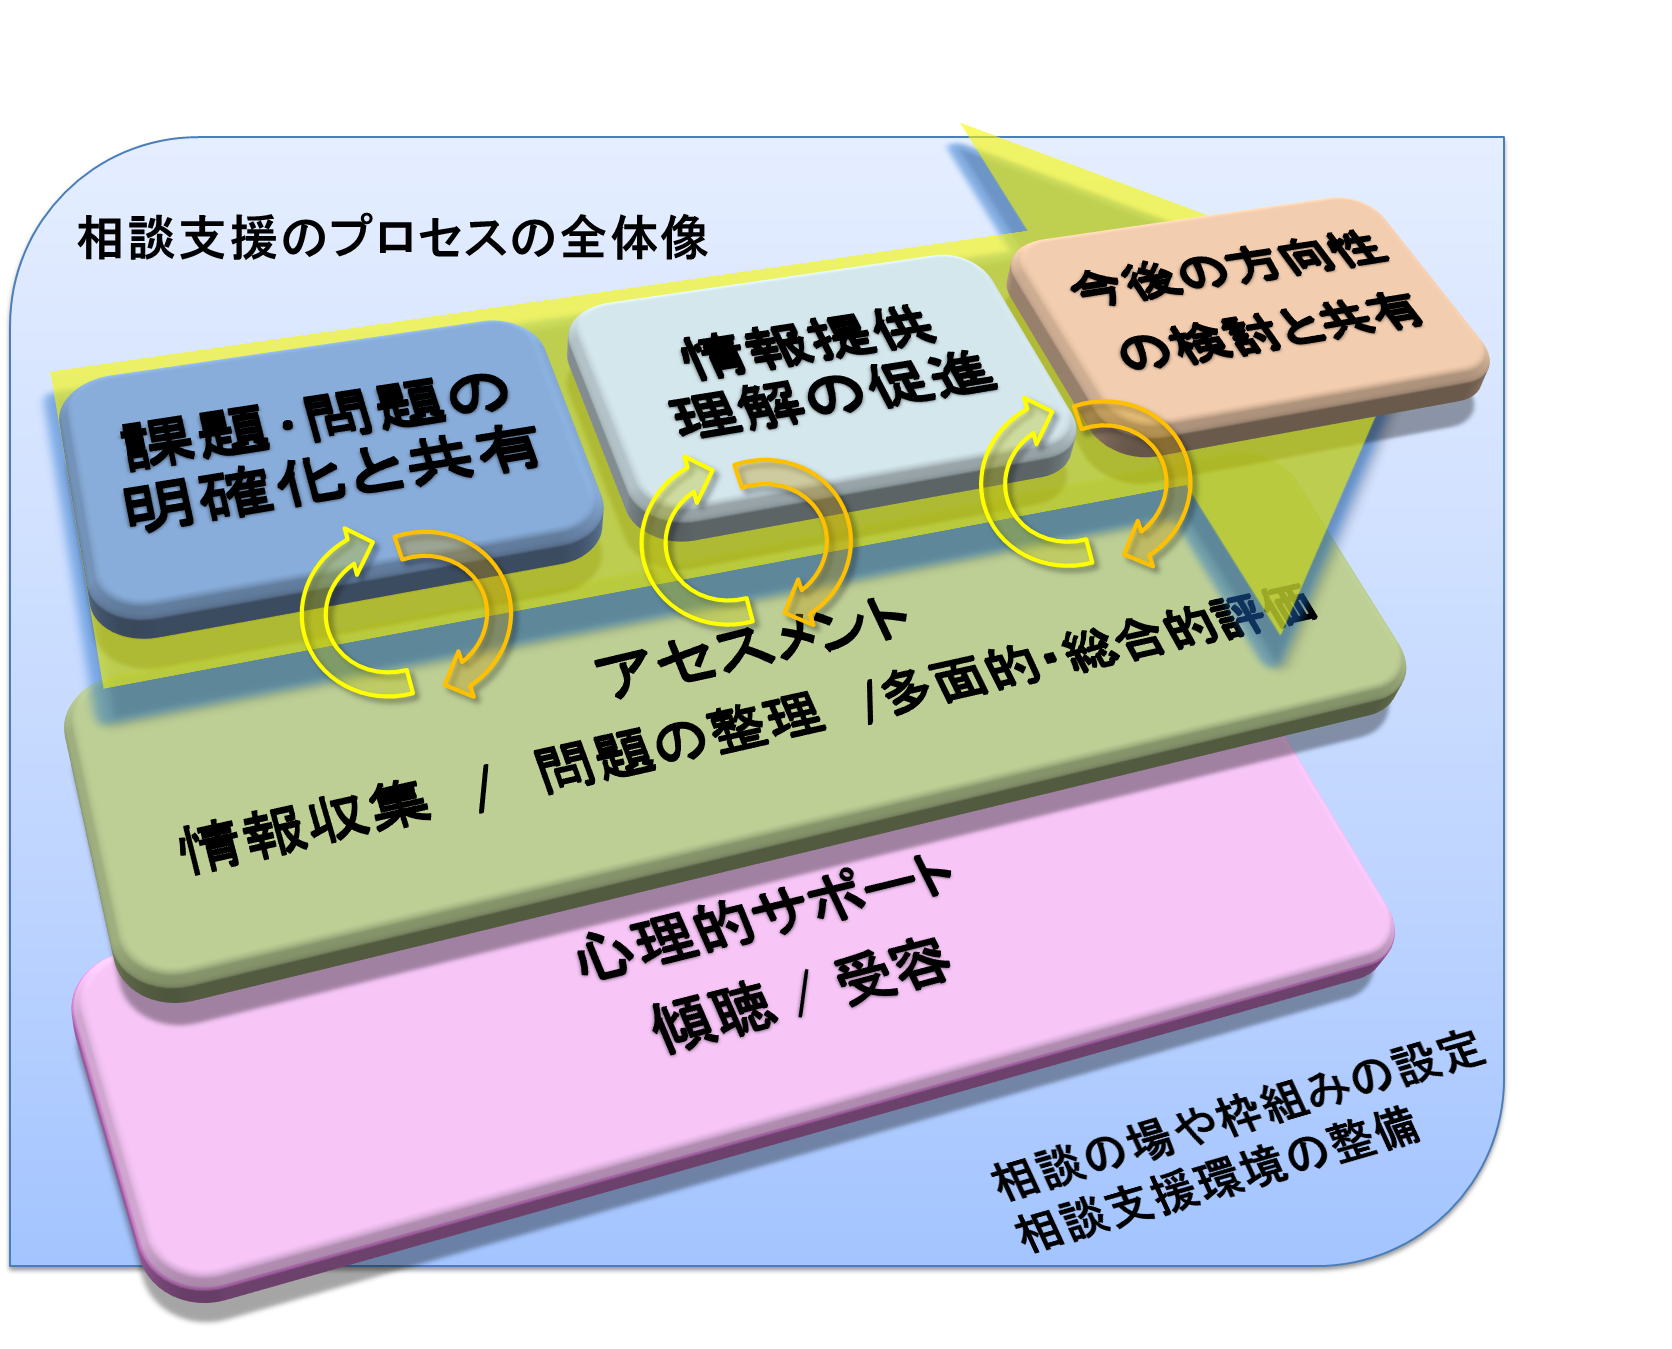 相談支援のプロセスの全体像
課題・問題の
明確化と共有
情報提供
理解の促進
今後の方向性
の検討と共有
アセスメント
情報収集 / 問題の整理 /多面的・総合的評価
心理的サポート
傾聴 / 受容
相談の場や枠組みの設定
相談支援環境の整備